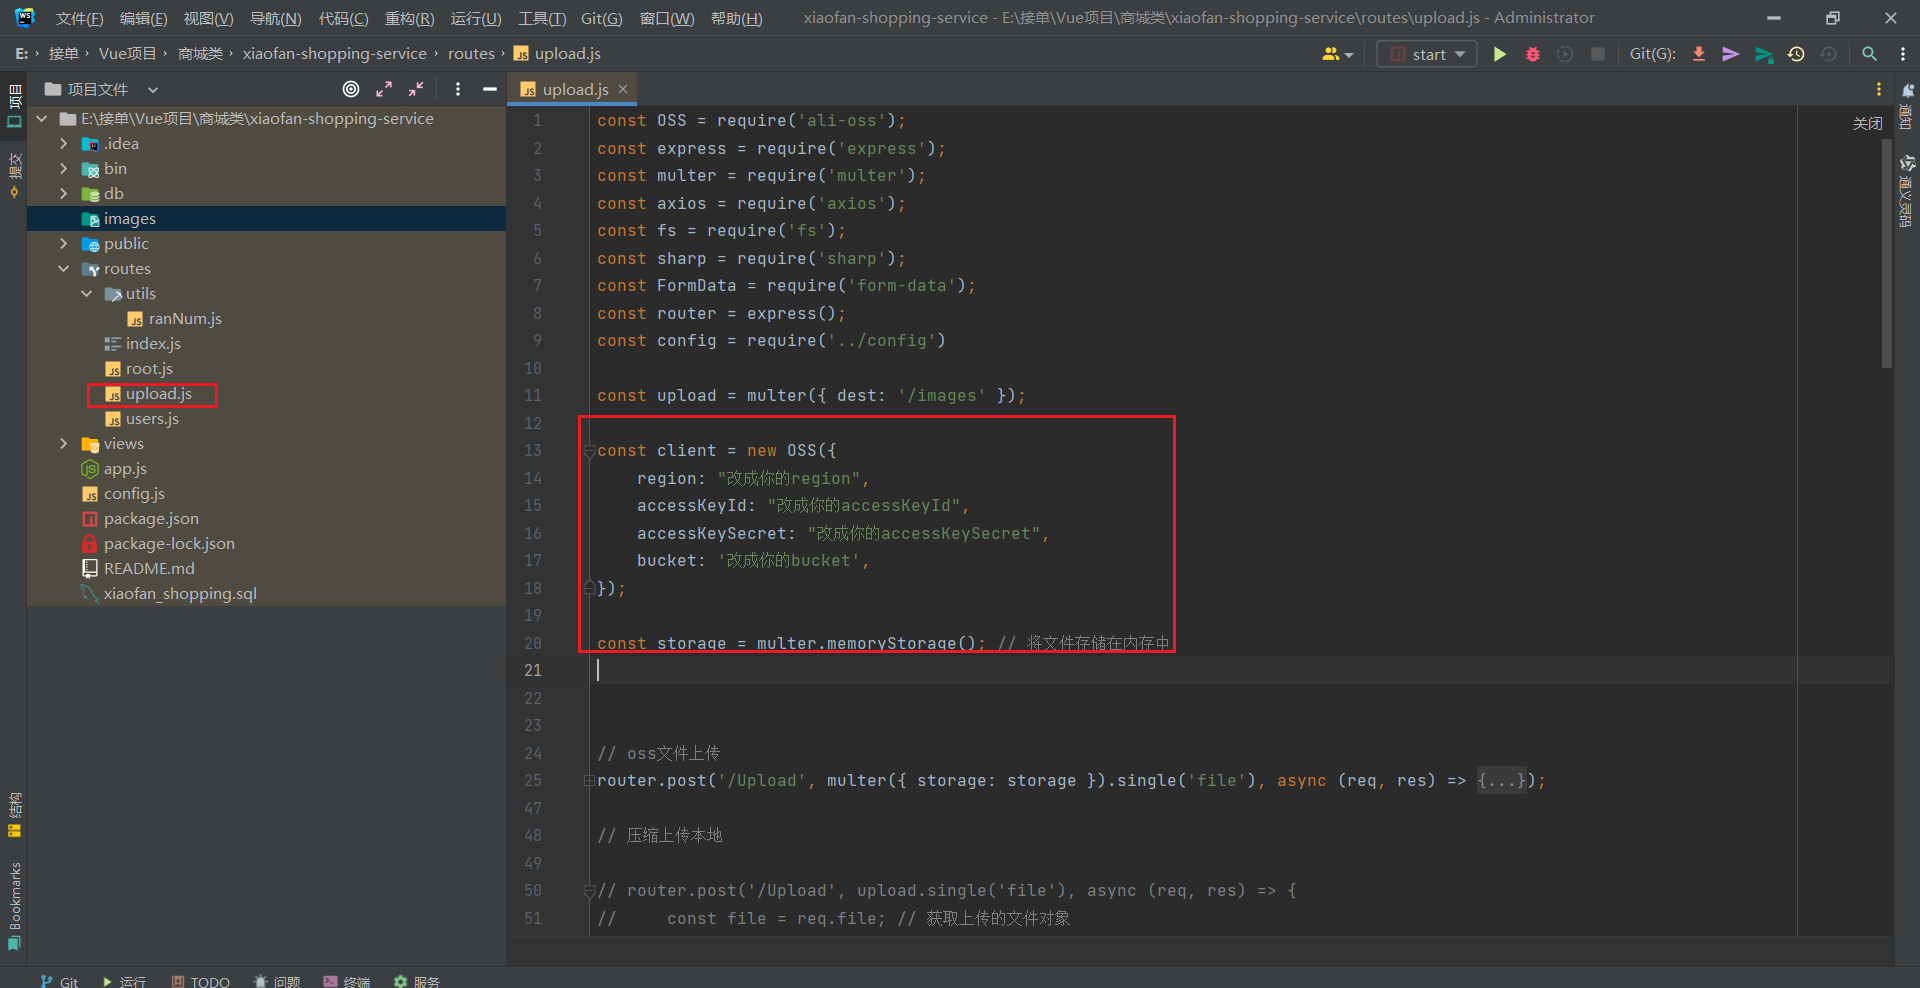 文件(F) 编辑(E) 视图(V) 导航(N) 代码(C) 重构(R) 运行(U) 工具(T) Git(G) 窗口(W) 帮助(H) xiaofan-shopping-service - E:\接单\Vue项目\商城类\xiaofan-shopping-service\routes\upload.js - Administrator
E: › 接单 › Vue项目 › 商城类 › xiaofan-shopping-service › routes › upload.js start Git(G):
项目
提交
结构
Bookmarks
项目文件
E:\接单\Vue项目\商城类\xiaofan-shopping-service
.idea
bin
db
images
public
routes
utils
ranNum.js
index.js
root.js
upload.js
users.js
views
app.js
config.js
package.json
package-lock.json
README.md
xiaofan_shopping.sql
upload.js
关闭
1 const OSS = require('ali-oss');
2 const express = require('express');
3 const multer = require('multer');
4 const axios = require('axios');
5 const fs = require('fs');
6 const sharp = require('sharp');
7 const FormData = require('form-data');
8 const router = express();
9 const config = require('../config')
10
11 const upload = multer({ dest: '/images' });
12
13 const client = new OSS({
14 region: "改成你的region",
15 accessKeyId: "改成你的accessKeyId",
16 accessKeySecret: "改成你的accessKeySecret",
17 bucket: '改成你的bucket',
18 });
19
20 const storage = multer.memoryStorage(); // 将文件存储在内存中
21
22
23
24 // oss文件上传
25 router.post('/Upload', multer({ storage: storage }).single('file'), async (req, res) => {...});
47
48 // 压缩上传本地
49
50 // router.post('/Upload', upload.single('file'), async (req, res) => {
51 // const file = req.file; // 获取上传的文件对象
通知
通义灵码
Git 运行 TODO 问题 终端 服务